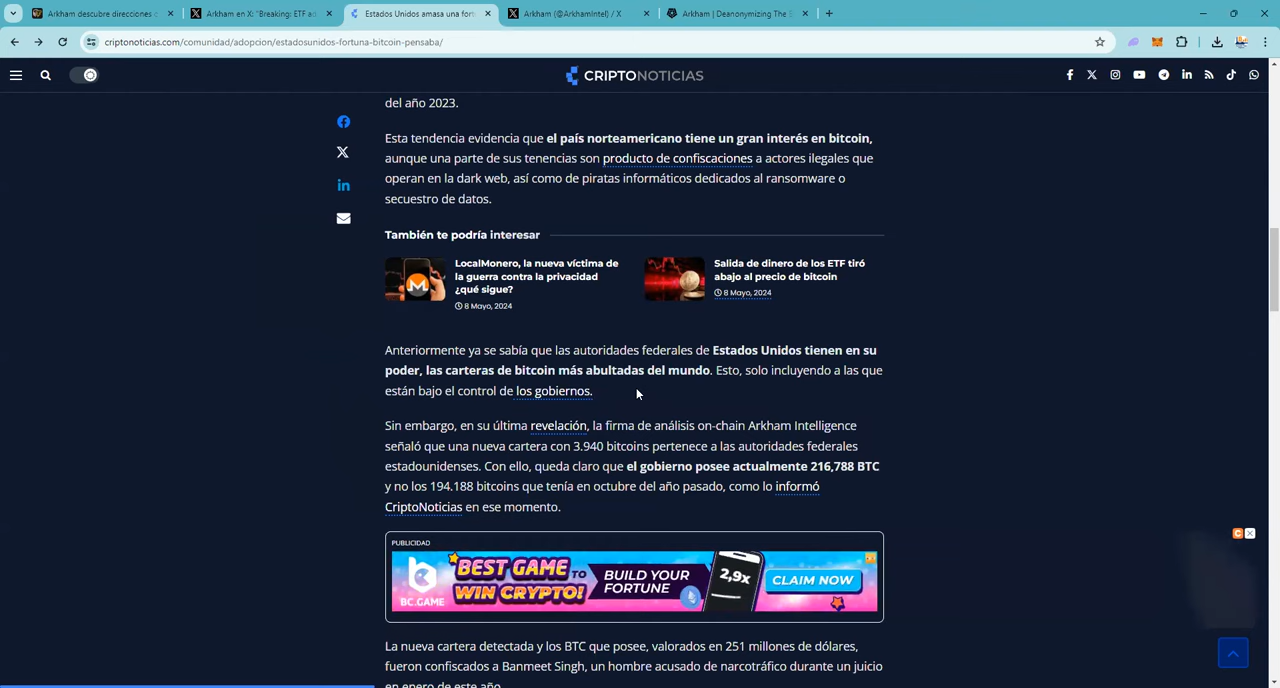 Arkham descubre direcciones c
Arkham en X: "Breaking: ETF ad
Estados Unidos amasa una fort
Arkham (@ArkhamIntel) / X
Arkham | Deanonymizing The B
criptonoticias.com/comunidad/adopcion/estadosunidos-fortuna-bitcoin-pensaba/
CRIPTONOTICIAS
del año 2023.
Esta tendencia evidencia que el país norteamericano tiene un gran interés en bitcoin,
aunque una parte de sus tenencias son producto de confiscaciones a actores ilegales que
operan en la dark web, así como de piratas informáticos dedicados al ransomware o
secuestro de datos.
También te podría interesar
LocalMonero, la nueva víctima de
la guerra contra la privacidad
¿qué sigue?
8 Mayo, 2024
Salida de dinero de los ETF tiró
abajo al precio de bitcoin
8 Mayo, 2024
Anteriormente ya se sabía que las autoridades federales de Estados Unidos tienen en su
poder, las carteras de bitcoin más abultadas del mundo. Esto, solo incluyendo a las que
están bajo el control de los gobiernos.
Sin embargo, en su última revelación, la firma de análisis on-chain Arkham Intelligence
señaló que una nueva cartera con 3.940 bitcoins pertenece a las autoridades federales
estadounidenses. Con ello, queda claro que el gobierno posee actualmente 216,788 BTC
y no los 194.188 bitcoins que tenía en octubre del año pasado, como lo informó
CriptoNoticias en ese momento.
PUBLICIDAD
BC.GAME
BEST GAME TO
WIN CRYPTO!
BUILD YOUR
FORTUNE
2,9x
CLAIM NOW
La nueva cartera detectada y los BTC que posee, valorados en 251 millones de dólares,
fueron confiscados a Banmeet Singh, un hombre acusado de narcotráfico durante un juicio
en enero de este año.